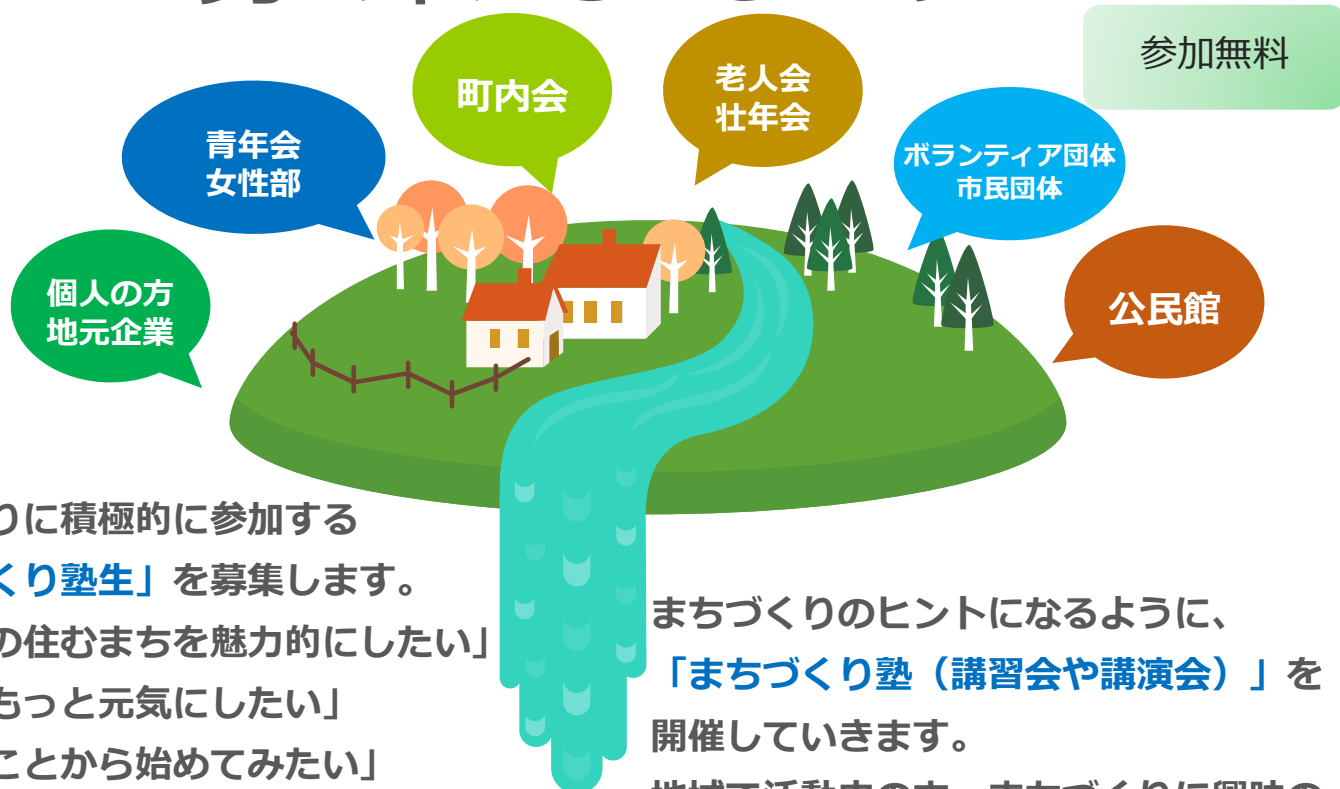 参加無料
町内会
老人会
壮年会
青年会
女性部
ボランティア団体
市民団体
個人の方
地元企業
公民館
りに積極的に参加する
くり塾生」を募集します。
の住むまちを魅力的にしたい」
もっと元気にしたい」
ことから始めてみたい」
まちづくりのヒントになるように、
「まちづくり塾（講習会や講演会）」を
開催していきます。